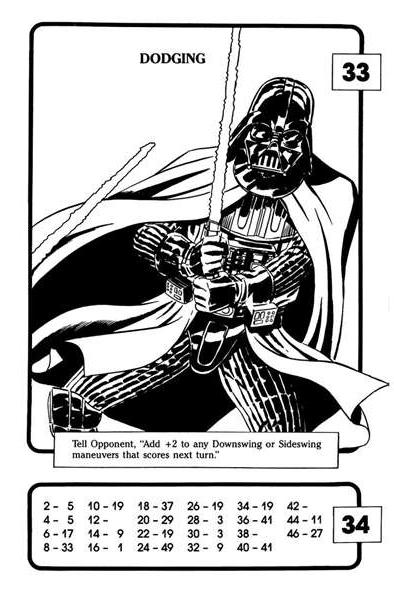 DODGING
33
Tell Opponent, "Add +2 to any Downswing or Sideswing
maneuvers that scores next turn."
2 - 5 10 - 19 18 - 37 26 - 19 34 - 19 42 -
4 - 5 12 - 20 - 29 28 - 3 36 - 41 44 - 11
6 - 17 14 - 9 22 - 19 30 - 3 38 - 46 - 27
8 - 33 16 - 1 24 - 49 32 - 9 40 - 41
34